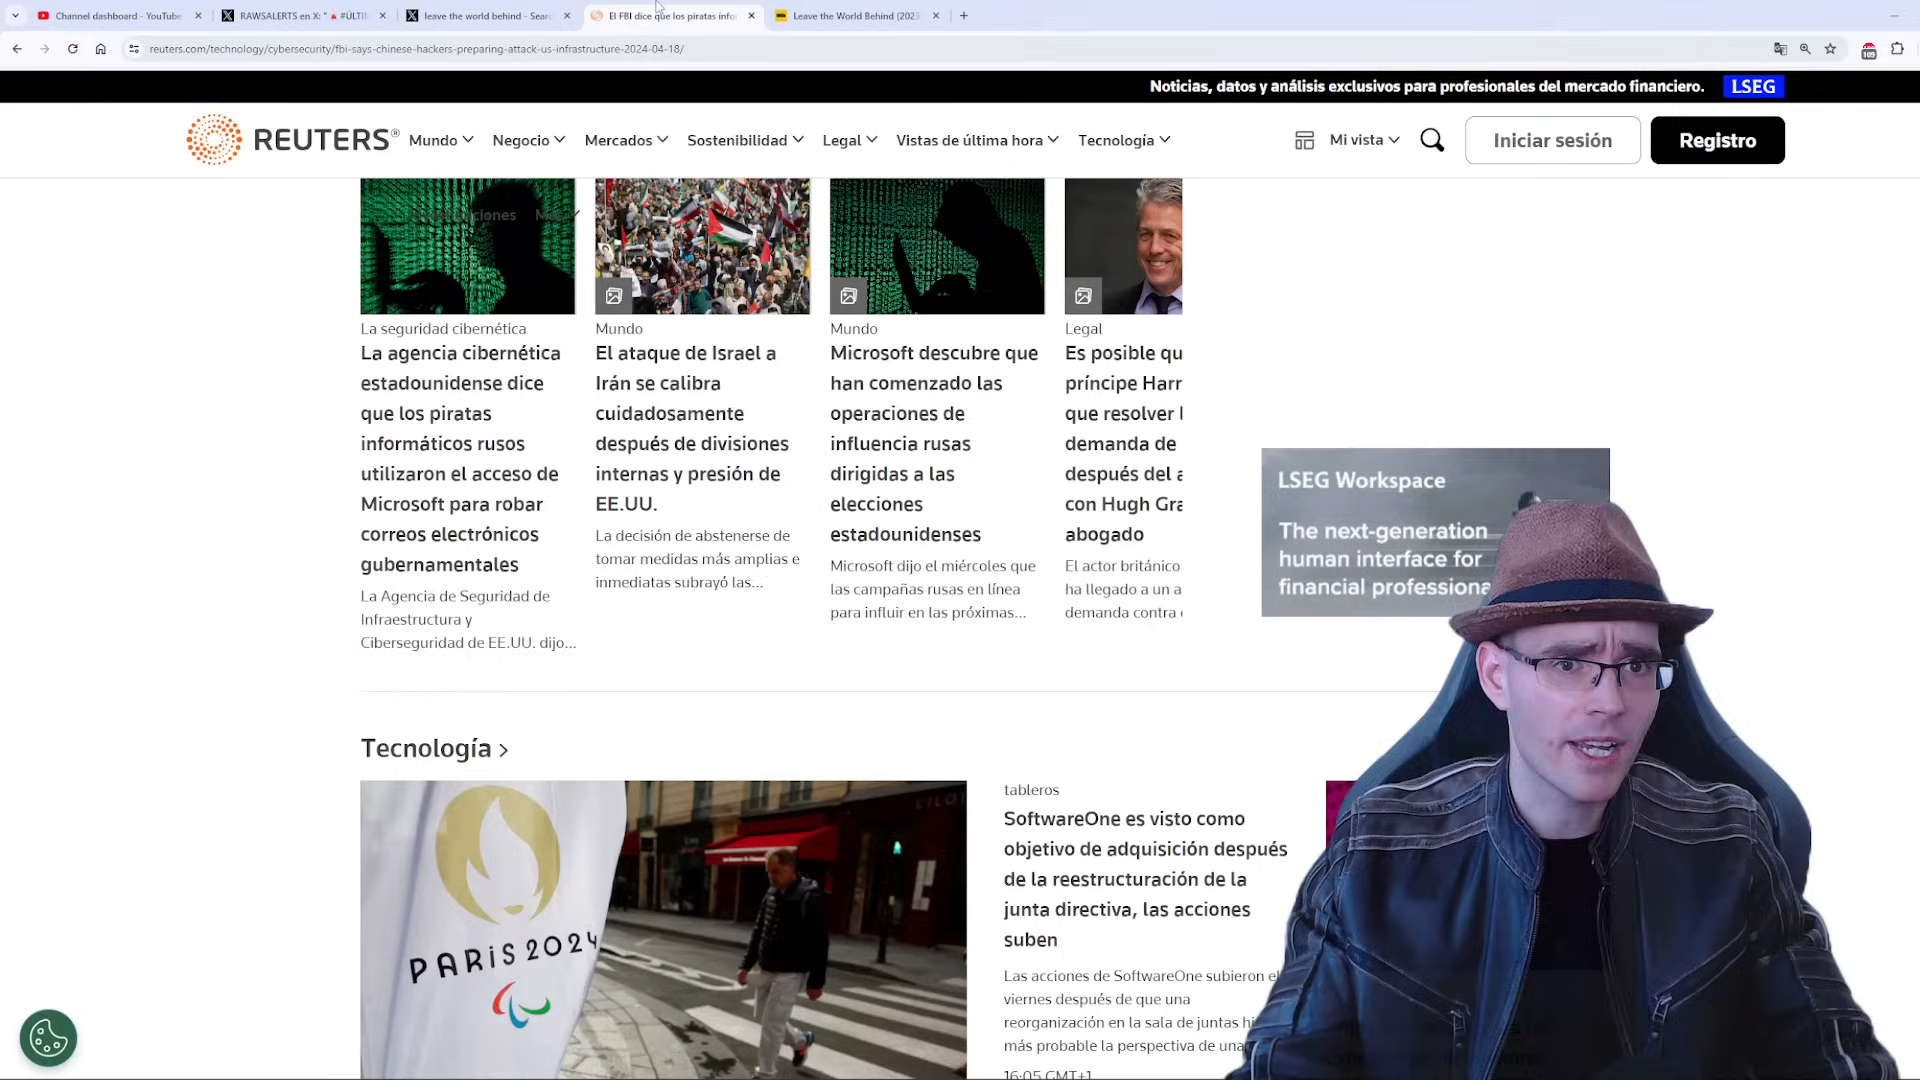 Channel dashboard - YouTube
RAWSALERTS en X: "🔺#ÚLTIM
leave the world behind - Sear
El FBI dice que los piratas info
Leave the World Behind (2023
reuters.com/technology/cybersecurity/fbi-says-chinese-hackers-preparing-attack-us-infrastructure-2024-04-18/
109
Noticias, datos y análisis exclusivos para profesionales del mercado financiero.
LSEG
REUTERS®
Mundo
Negocio
Mercados
Sostenibilidad
Legal
Vistas de última hora
Tecnología
Mi vista
Iniciar sesión
Registro
La seguridad cibernética
La agencia cibernética
estadounidense dice
que los piratas
informáticos rusos
utilizaron el acceso de
Microsoft para robar
correos electrónicos
gubernamentales
La Agencia de Seguridad de
Infraestructura y
Ciberseguridad de EE.UU. dijo...
Mundo
El ataque de Israel a
Irán se calibra
cuidadosamente
después de divisiones
internas y presión de
EE.UU.
La decisión de abstenerse de
tomar medidas más amplias e
inmediatas subrayó las...
Mundo
Microsoft descubre que
han comenzado las
operaciones de
influencia rusas
dirigidas a las
elecciones
estadounidenses
Microsoft dijo el miércoles que
las campañas rusas en línea
para influir en las próximas...
Legal
Es posible qu
príncipe Harr
que resolver l
demanda de
después del a
con Hugh Gra
abogado
El actor británico
ha llegado a un a
demanda contra
LSEG Workspace
The next-generation
human interface for
financial professiona
Tecnología >
PARIS 2024
tableros
SoftwareOne es visto como
objetivo de adquisición después
de la reestructuración de la
junta directiva, las acciones
suben
Las acciones de SoftwareOne subieron el
viernes después de que una
reorganización en la sala de juntas hi
más probable la perspectiva de una
16:05 GMT+1